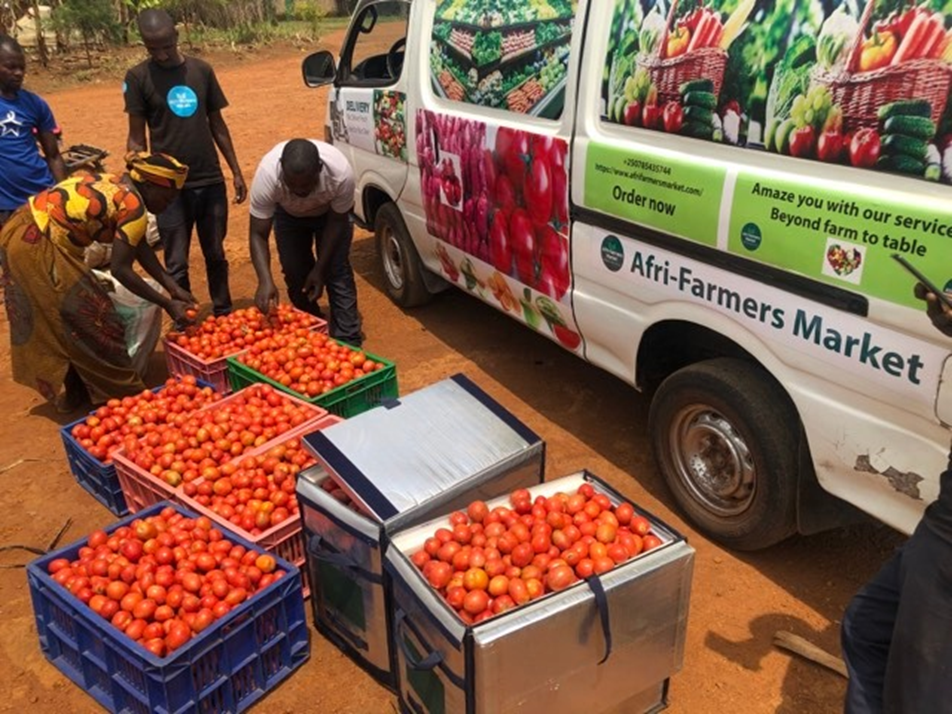 DELIVERY
+250785435744
https://www.afrifarmersmarket.com/
Order now
Amaze you with our service
Beyond farm to table
Afri-Farmers Market